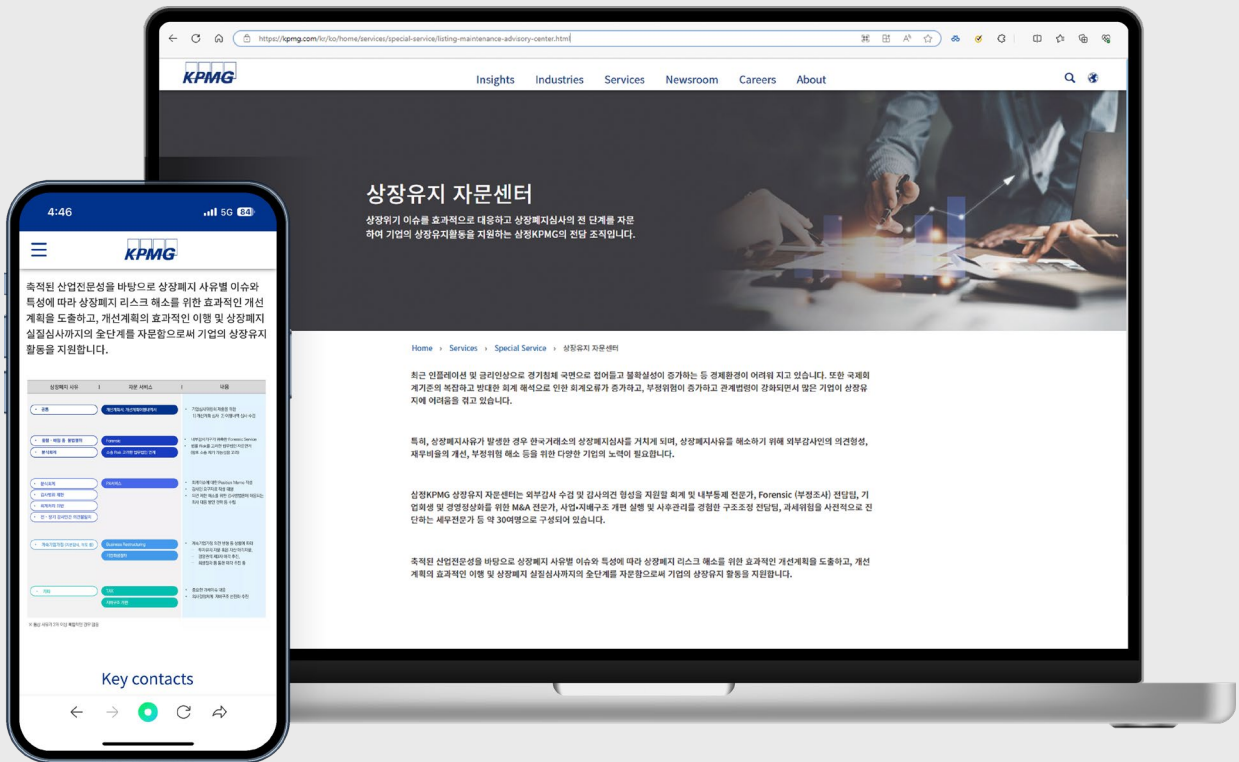 https://kpmg.com/kr/ko/home/services/special-service/listing-maintenance-advisory-center.html
KPMG
Insights
Industries
Services
Newsroom
Careers
About
상장유지 자문센터
상장위기 이슈를 효과적으로 대응하고 상장폐지심사의 전 단계를 자문
하여 기업의 상장유지활동을 지원하는 삼정KPMG의 전담 조직입니다.
Home › Services › Special Service › 상장유지 자문센터
최근 인플레이션 및 금리인상으로 경기침체 국면으로 접어들고 불확실성이 증가하는 등 경제환경이 어려워 지고 있습니다. 또한 국제회
계기준의 복잡하고 방대한 회계 해석으로 인한 회계오류가 증가하고, 부정위험이 증가하고 관계법령이 강화되면서 많은 기업이 상장유
지에 어려움을 겪고 있습니다.
특히, 상장폐지사유가 발생한 경우 한국거래소의 상장폐지심사를 거치게 되며, 상장폐지사유를 해소하기 위해 외부감사인의 의견형성,
재무비율의 개선, 부정위험 해소 등을 위한 다양한 기업의 노력이 필요합니다.
삼정KPMG 상장유지 자문센터는 외부감사 수검 및 감사의견 형성을 지원할 회계 및 내부통제 전문가, Forensic (부정조사) 전담팀, 기
업회생 및 경영정상화를 위한 M&A 전문가, 사업•지배구조 개편 실행 및 사후관리를 경험한 구조조정 전담팀, 과세위험을 사전적으로 진
단하는 세무전문가 등 약 30여명으로 구성되어 있습니다.
축적된 산업전문성을 바탕으로 상장폐지 사유별 이슈와 특성에 따라 상장폐지 리스크 해소를 위한 효과적인 개선계획을 도출하고, 개선
계획의 효과적인 이행 및 상장폐지 실질심사까지의 全단계를 자문함으로써 기업의 상장유지 활동을 지원합니다.
4:46
5G 84
KPMG
축적된 산업전문성을 바탕으로 상장폐지 사유별 이슈와
특성에 따라 상장폐지 리스크 해소를 위한 효과적인 개선
계획을 도출하고, 개선계획의 효과적인 이행 및 상장폐지
실질심사까지의 全단계를 자문함으로써 기업의 상장유지
활동을 지원합니다.
상장폐지 사유
자문 서비스
내용
공통
Forensic
분식회계
Business Restructuring
기타
TAX
Key contacts